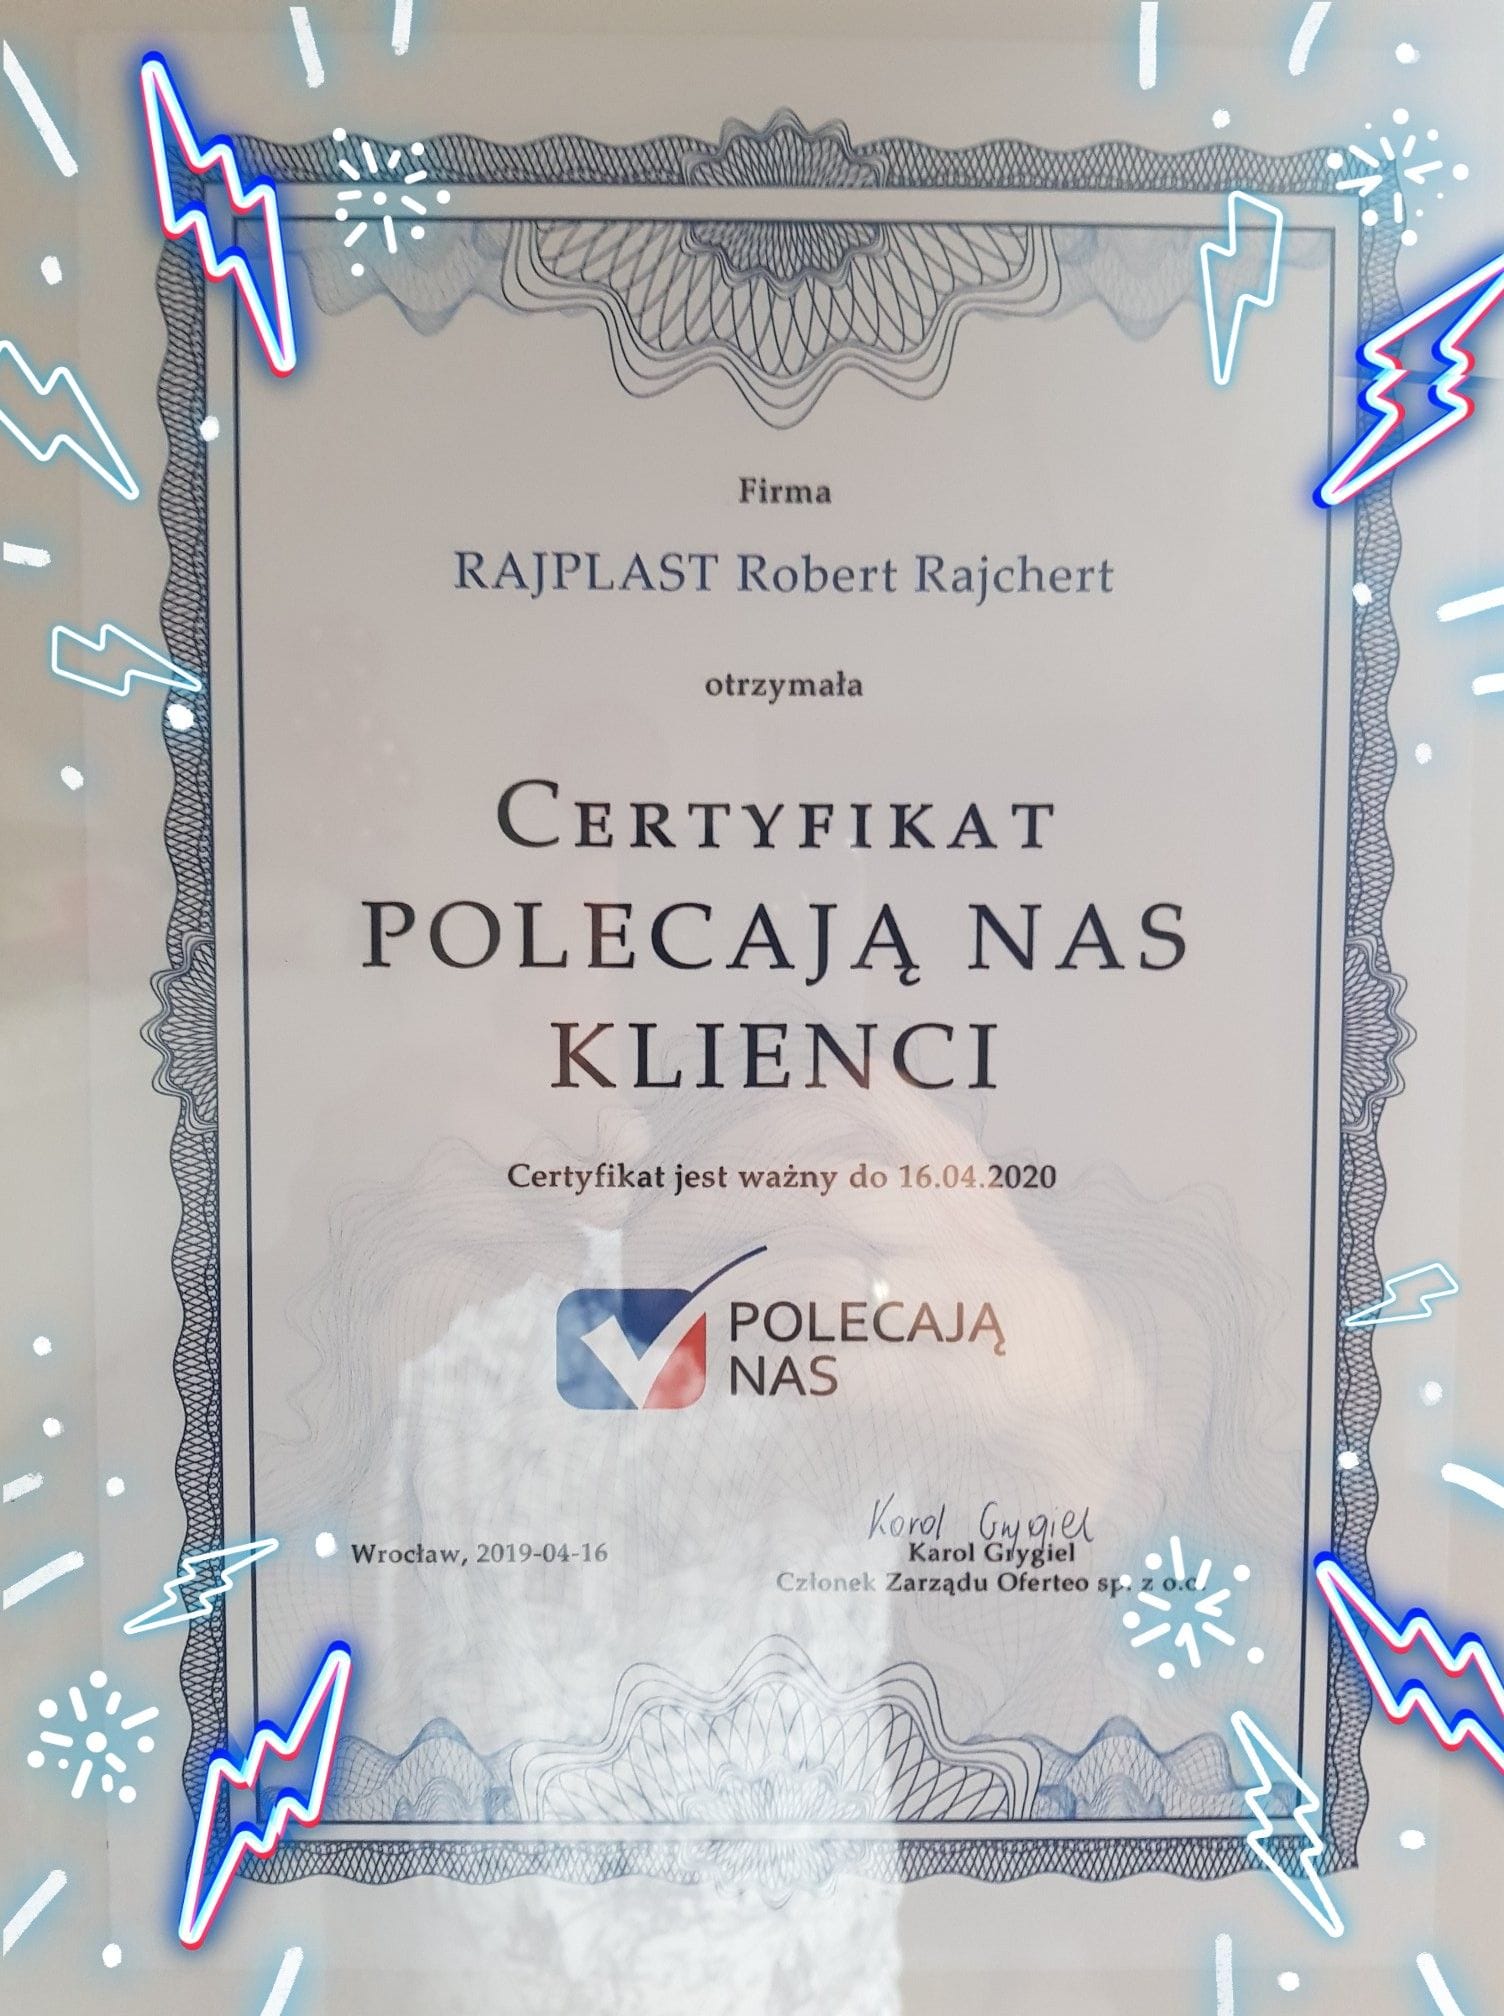 Firma
RAJPLAST Robert Rajchert
otrzymała
CERTYFIKAT
POLECAJĄ NAS
KLIENCI
Certyfikat jest ważny do 16.04.2020
POLECAJĄ
NAS
Karol Grygiel
Wrocław, 2019-04-16
Karol Grygiel
Członek Zarządu Oferteo sp. z o.o.